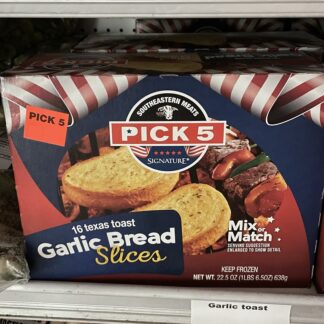 SOUTHEASTERN MEATS
PICK 5
PICK 5
SIGNATURE®
16 texas toast
Garlic Bread
Slices
Mix or
Match
SERVING SUGGESTION
ENLARGED TO SHOW DETAIL
KEEP FROZEN
NET WT. 22.5 OZ (1LBS 6.5OZ) 638g
Garlic toast